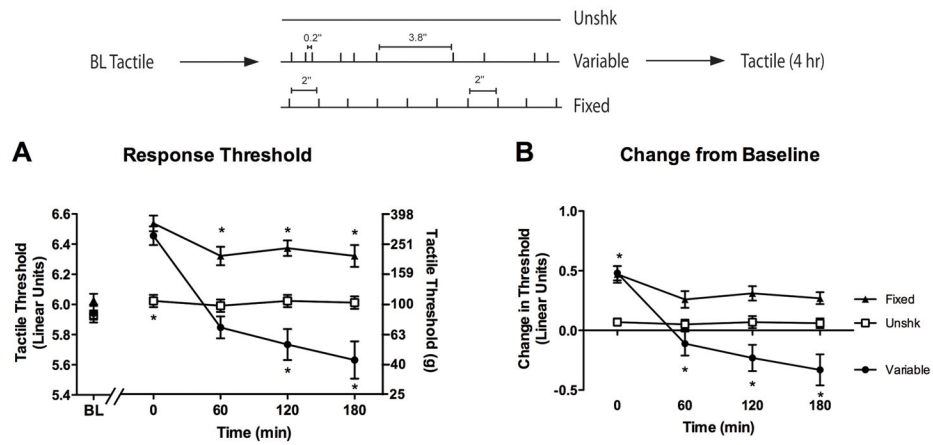 Unshk
0.2"
3.8"
BL Tactile
Variable
Tactile (4 hr)
2"
2"
Fixed
A
Response Threshold
B
Change from Baseline
Tactile Threshold
(Linear Units)
6.6
6.4
6.2
6.0
5.8
5.6
5.4
*
*
*
*
*
*
398
251
159
100
63
40
25
Tactile Threshold (g)
BL
0
60
120
180
Time (min)
Change in Threshold
(Linear Units)
1.0
0.5
0.0
-0.5
*
*
*
*
0
60
120
180
Time (min)
Fixed
Unshk
Variable